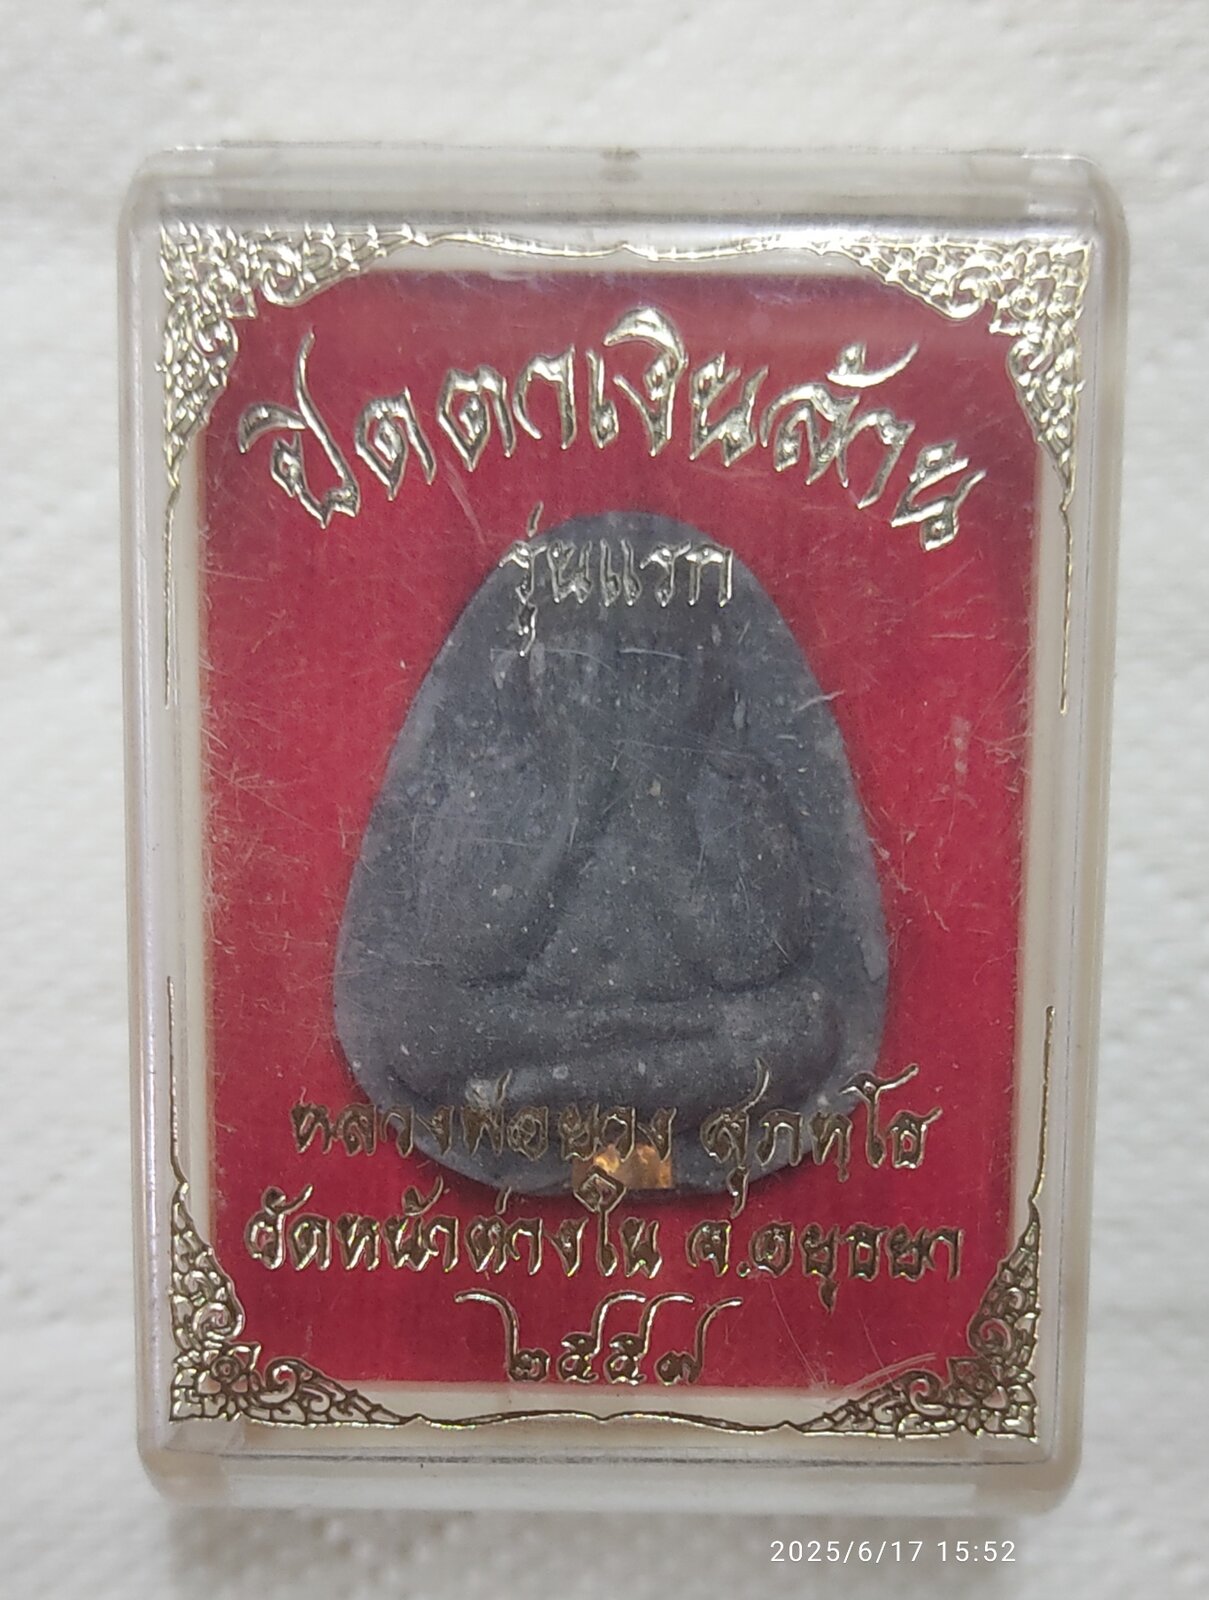 ปิดตาเงินล้าน
รุ่นแรก
หลวงพ่อยวง สุภทฺโธ
วัดหน้าต่างใน จ.อยุธยา
๒๕๕๗
2025/6/17 15:52